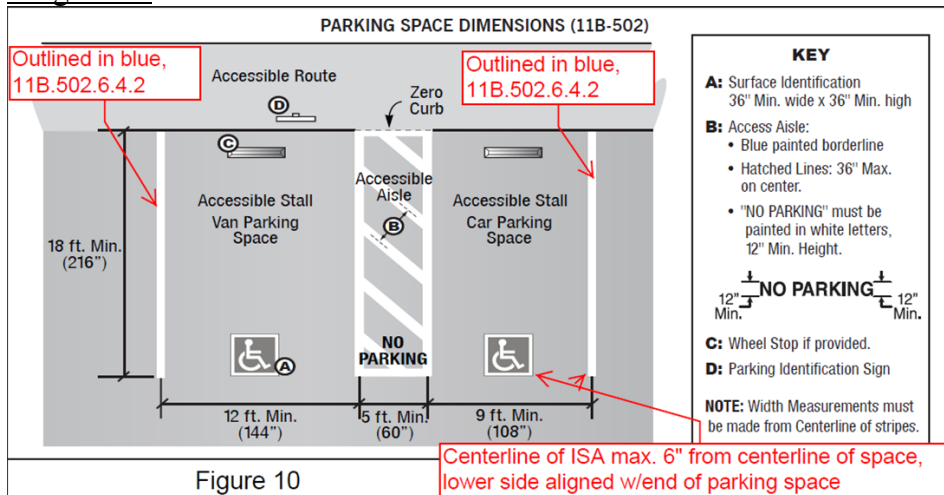 PARKING SPACE DIMENSIONS (11B-502)
Outlined in blue,
11B.502.6.4.2
Outlined in blue,
11B.502.6.4.2
Accessible Route
D
Zero
Curb
C
Accessible
Aisle
B
Accessible Stall
Van Parking
Space
Accessible Stall
Car Parking
Space
18 ft. Min.
(216")
A
NO
PARKING
12 ft. Min.
(144")
5 ft. Min.
(60")
9 ft. Min.
(108")
KEY
A: Surface Identification
36" Min. wide x 36" Min. high
B: Access Aisle:
• Blue painted borderline
• Hatched Lines: 36" Max.
on center.
• "NO PARKING" must be
painted in white letters,
12" Min. Height.
NO PARKING
12"
Min.
12"
Min.
C: Wheel Stop if provided.
D: Parking Identification Sign
NOTE: Width Measurements must
be made from Centerline of stripes.
Centerline of ISA max. 6" from centerline of space,
lower side aligned w/end of parking space
Figure 10